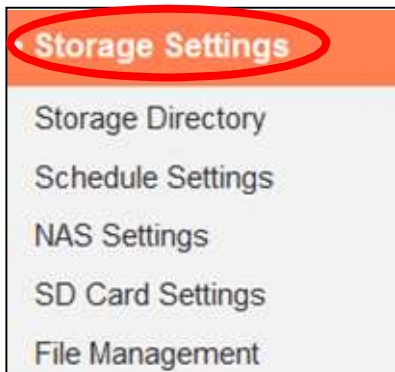 Storage Settings
Storage Directory
Schedule Settings
NAS Settings
SD Card Settings
File Management